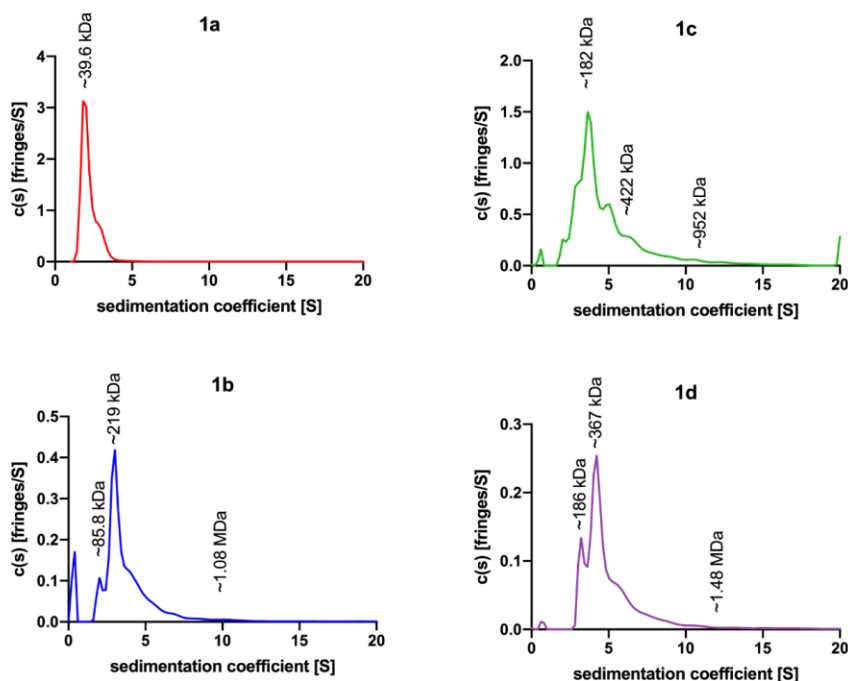 1a
~39.6 kDa
c(s) [fringes/S]
4
3
2
1
0
0 5 10 15 20
sedimentation coefficient [S]
1c
~182 kDa
~422 kDa
~952 kDa
c(s) [fringes/S]
2.0
1.5
1.0
0.5
0.0
0 5 10 15 20
sedimentation coefficient [S]
1b
~85.8 kDa
~219 kDa
~1.08 MDa
c(s) [fringes/S]
0.5
0.4
0.3
0.2
0.1
0.0
0 5 10 15 20
sedimentation coefficient [S]
1d
~186 kDa
~367 kDa
~1.48 MDa
c(s) [fringes/S]
0.3
0.2
0.1
0.0
0 5 10 15 20
sedimentation coefficient [S]